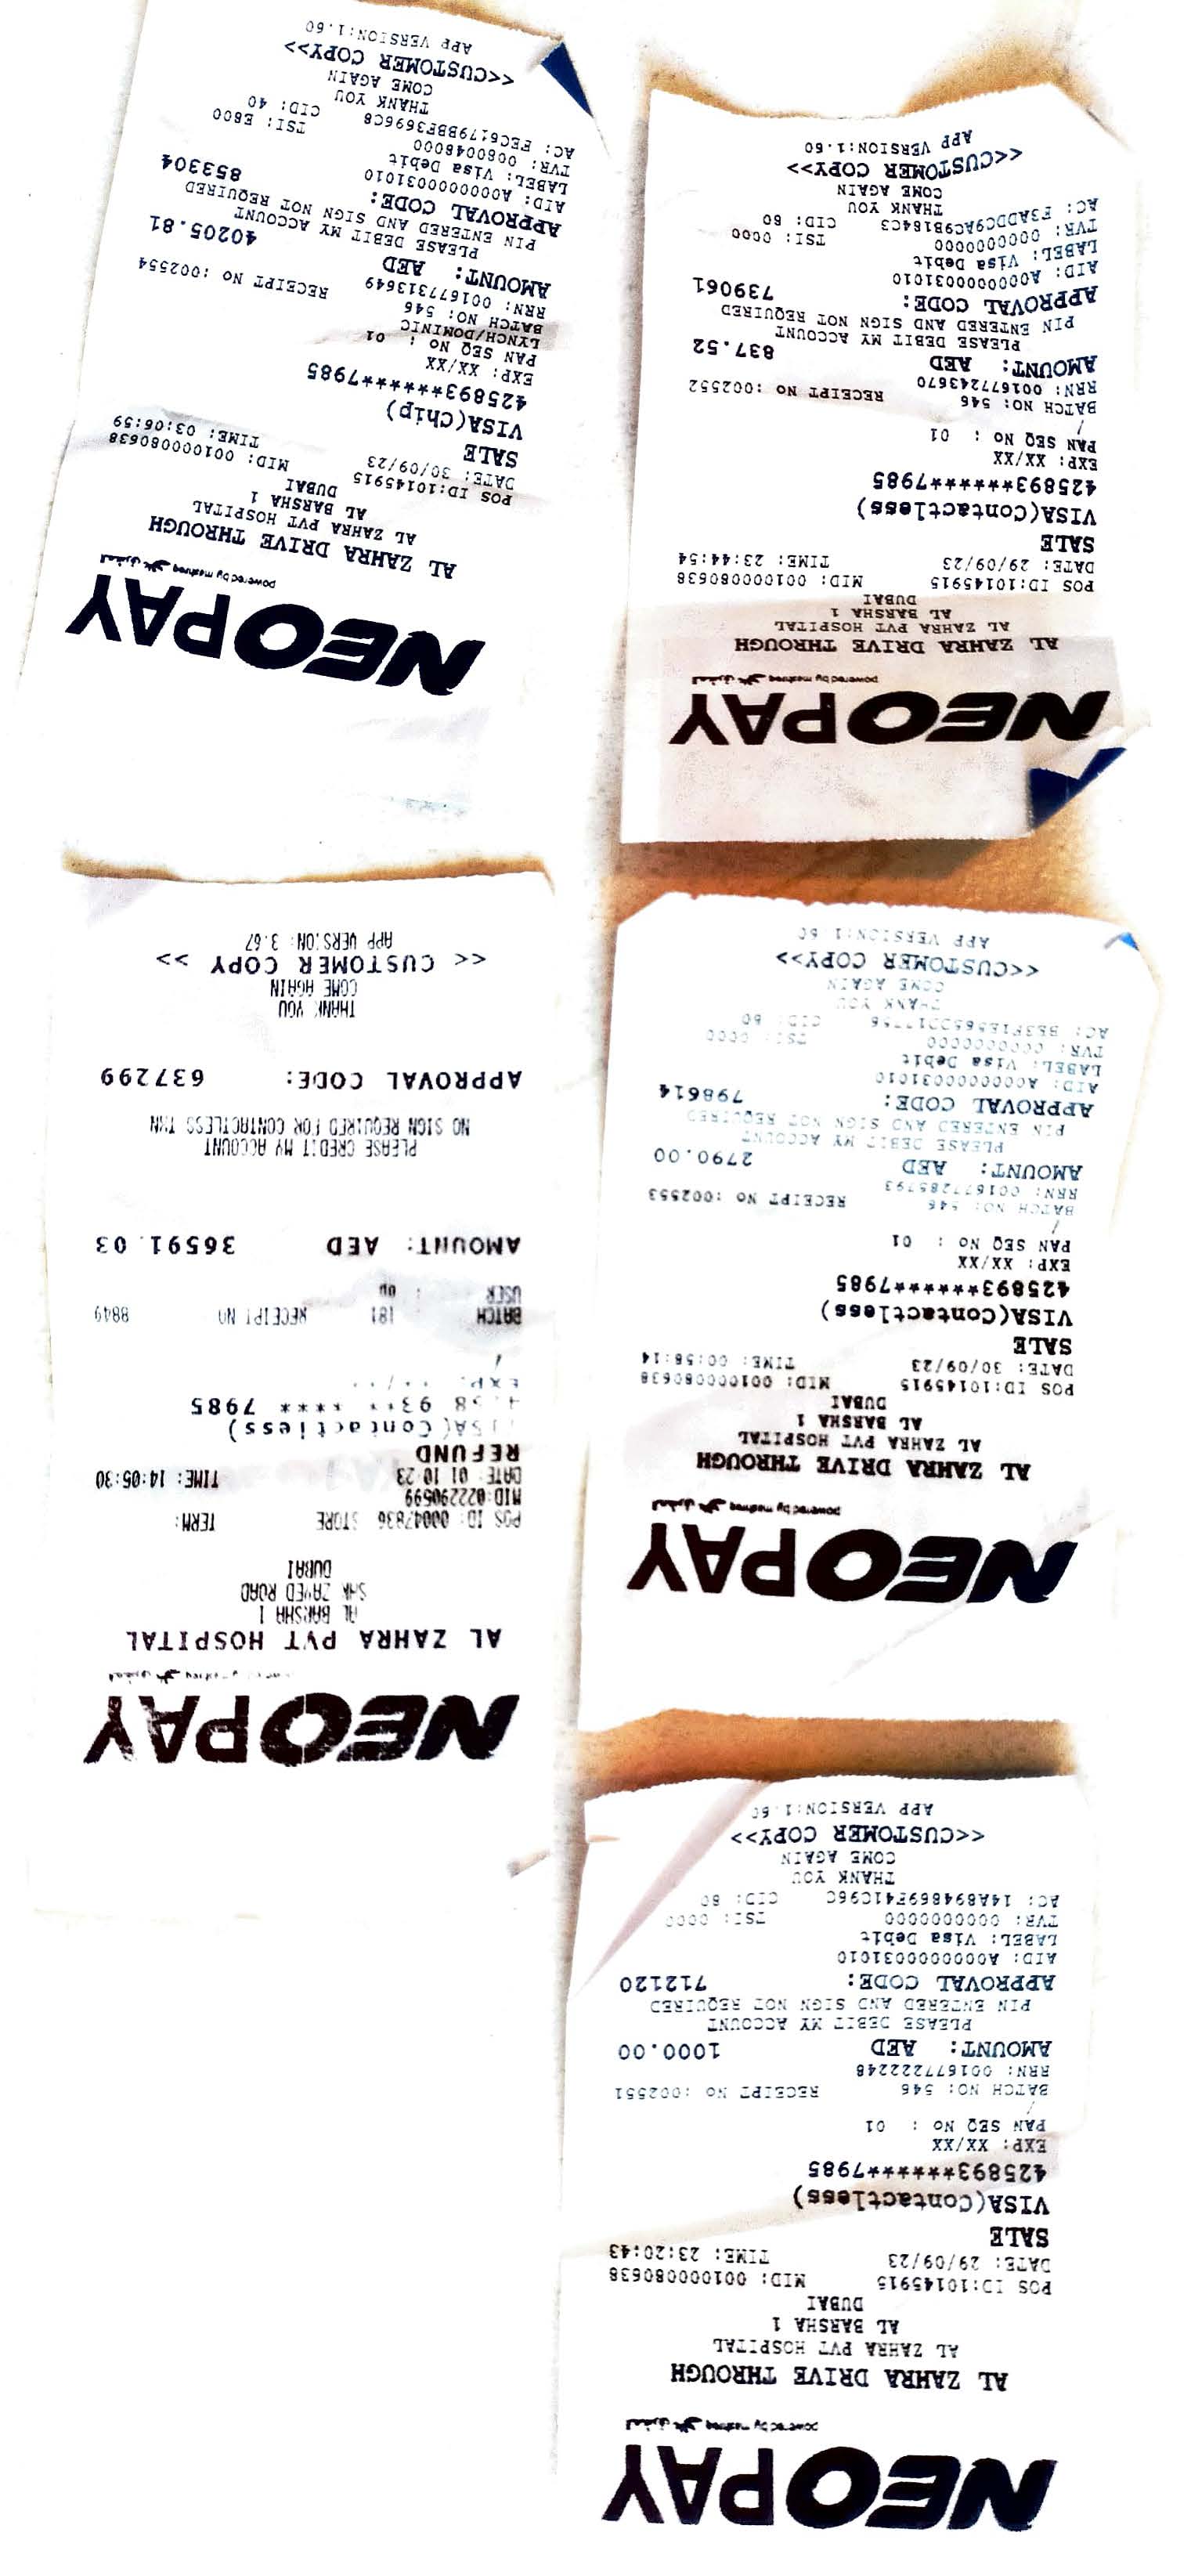 NEOPAY
powered by mashreq المشرق
AL ZAHRA DRIVE THROUGH
AL ZAHRA PVT HOSPITAL
AL BARSHA 1
DUBAI
POS ID:10145915 MID: 001000080638
DATE: 29/09/23 TIME: 23:20:43
SALE
VISA(Contactless)
425893******7985
EXP: XX/XX
PAN SEQ No : 01
/
BATCH NO: 546 RECEIPT No :002551
RRN: 001677222248
AMOUNT: AED 1000.00
PLEASE DEBIT MY ACCOUNT
PIN ENTERED AND SIGN NOT REQUIRED
APPROVAL CODE: 712120
AID: A0000000031010
LABEL: Visa Debit
TVR: 0000000000 TSI: 0000
AC: 14A894869F41C96C CID: 80
THANK YOU
COME AGAIN
<<CUSTOMER COPY>>
APP VERSION:1.60
NEOPAY
powered by mashreq المشرق
AL ZAHRA DRIVE THROUGH
AL ZAHRA PVT HOSPITAL
AL BARSHA 1
DUBAI
POS ID:10145915 MID: 001000080638
DATE: 30/09/23 TIME: 00:58:14
SALE
VISA(Contactless)
425893******7985
EXP: XX/XX
PAN SEQ No : 01
/
BATCH NO: 546 RECEIPT No :002553
RRN: 001677285793
AMOUNT: AED 2790.00
PLEASE DEBIT MY ACCOUNT
PIN ENTERED AND SIGN NOT REQUIRED
APPROVAL CODE: 798614
AID: A0000000031010
LABEL: Visa Debit
TVR: 0000000000 TSI: 0000
AC: CID: 80
THANK YOU
COME AGAIN
<<CUSTOMER COPY>>
APP VERSION:1.60
NEOPAY
powered by mashreq المشرق
AL ZAHRA DRIVE THROUGH
AL ZAHRA PVT HOSPITAL
AL BARSHA 1
DUBAI
POS ID:10145915 MID: 001000080638
DATE: 29/09/23 TIME: 23:44:54
SALE
VISA(Contactless)
425893******7985
EXP: XX/XX
PAN SEQ No : 01
/
BATCH NO: 546 RECEIPT No :002552
RRN: 001677243670
AMOUNT: AED 837.52
PLEASE DEBIT MY ACCOUNT
PIN ENTERED AND SIGN NOT REQUIRED
APPROVAL CODE: 739061
AID: A0000000031010
LABEL: Visa Debit
TVR: 0000000000 TSI: 0000
AC: F3ADDC9AC9B184C3 CID: 80
THANK YOU
COME AGAIN
<<CUSTOMER COPY>>
APP VERSION:1.60
NEOPAY
AL ZAHRA PVT HOSPITAL
AL BARSHA 1
SHK ZAYED ROAD
DUBAI
POS ID: 00047836 STORE TERM:
MID:022290599
DATE: 01 10 23 TIME: 14:05:30
REFUND
VISA(Contactless)
93** **** 7985
EXP: **/**
/
BATCH 181 RECEIPT NO 8849
USER : 00
AMOUNT: AED 36591.03
PLEASE CREDIT MY ACCOUNT
NO SIGN REQUIRED FOR CONTACTLESS TXN
APPROVAL CODE: 637299
THANK YOU
COME AGAIN
<< CUSTOMER COPY >>
APP VERSION: 3.67
NEOPAY
powered by mashreq المشرق
AL ZAHRA DRIVE THROUGH
AL ZAHRA PVT HOSPITAL
AL BARSHA 1
DUBAI
POS ID:10145915 MID: 001000080638
DATE: 30/09/23 TIME: 03:06:59
SALE
VISA(Chip)
425893******7985
EXP: XX/XX
PAN SEQ No : 01
LYNCH/DOMINIC
BATCH NO: 546 RECEIPT No :002554
RRN: 001677313649
AMOUNT: AED 40205.81
PLEASE DEBIT MY ACCOUNT
PIN ENTERED AND SIGN NOT REQUIRED
APPROVAL CODE: 853304
AID: A0000000031010
LABEL: Visa Debit
TVR: 0080048000 TSI: E800
AC: FEC6179BBF3696C8 CID: 40
THANK YOU
COME AGAIN
<<CUSTOMER COPY>>
APP VERSION:1.60